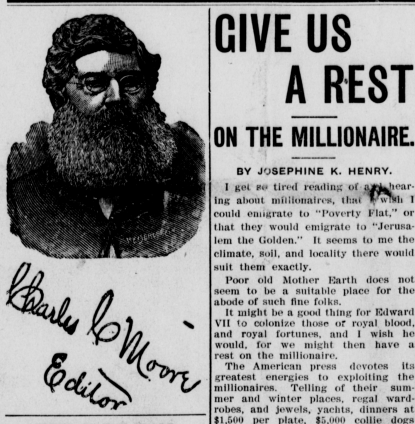 Charles C Moore
Editor
GIVE US
A REST
ON THE MILLIONAIRE.
BY JOSEPHINE K. HENRY.
I get so tired reading of and hear-
ing about millionaires, that I wish I
could emigrate to "Poverty Flat," or
that they would emigrate to "Jerusa-
lem the Golden." It seems to me the
climate, soil, and locality there would
suit them exactly.
Poor old Mother Earth does not
seem to be a suitable place for the
abode of such fine folks.
It might be a good thing for Edward
VII to colonize those of royal blood,
and royal fortunes, and I wish he
would, for we might then have a
rest on the millionaire.
The American press devotes its
greatest energies to exploiting the
millionaires. Telling of their sum-
mer and winter places, regal ward-
robes, and jewels, yachts, dinners at
$1,500 per plate, $5,000 collie dogs